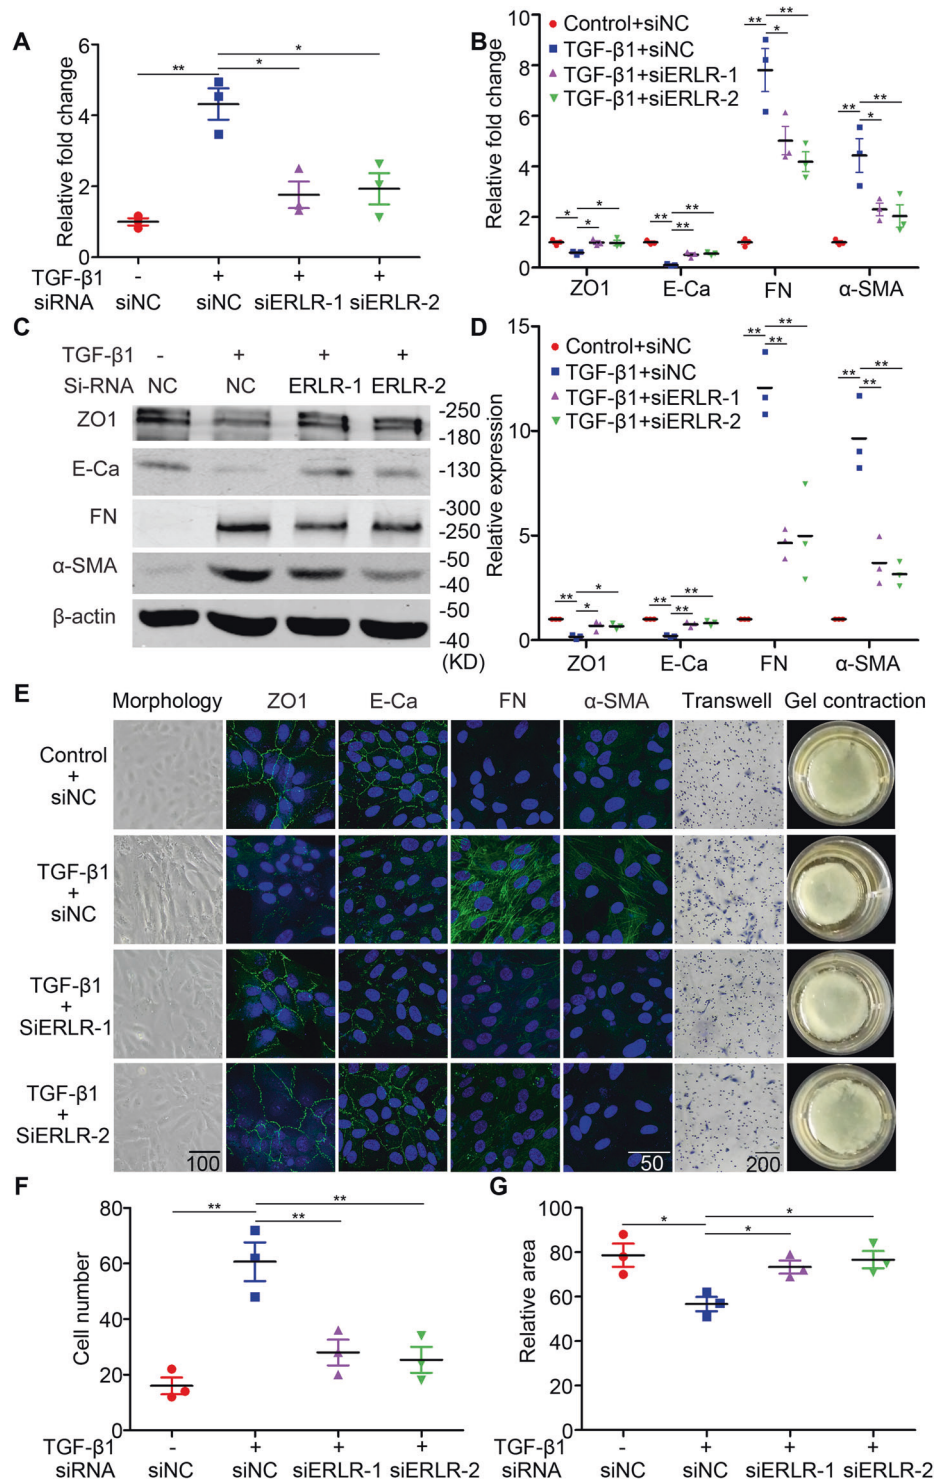 A
Relative fold change
6
4
2
0
**
*
*
TGF-β1 - + + +
siRNA siNC siNC siERLR-1 siERLR-2
B
Relative fold change
10
8
6
4
2
0
Control+siNC
TGF-β1+siNC
TGF-β1+siERLR-1
TGF-β1+siERLR-2
* * *
** ** **
** * **
** * **
ZO1 E-Ca FN α-SMA
C
TGF-β1 - + + +
Si-RNA NC NC ERLR-1 ERLR-2
ZO1
-250
-180
E-Ca
-130
FN
-300
-250
α-SMA
-50
-40
β-actin
-50
-40
(KD)
D
Relative expression
15
10
5
0
Control+siNC
TGF-β1+siNC
TGF-β1+siERLR-1
TGF-β1+siERLR-2
** * *
** ** **
** ** **
** ** **
ZO1 E-Ca FN α-SMA
E
Morphology ZO1 E-Ca FN α-SMA Transwell Gel contraction
Control
+
siNC
TGF-β1
+
siNC
TGF-β1
+
SiERLR-1
TGF-β1
+
SiERLR-2
100
50
200
F
Cell number
80
60
40
20
0
**
**
**
TGF-β1 - + + +
siRNA siNC siNC siERLR-1 siERLR-2
G
Relative area
100
80
60
40
20
0
*
*
*
TGF-β1 - + + +
siRNA siNC siNC siERLR-1 siERLR-2